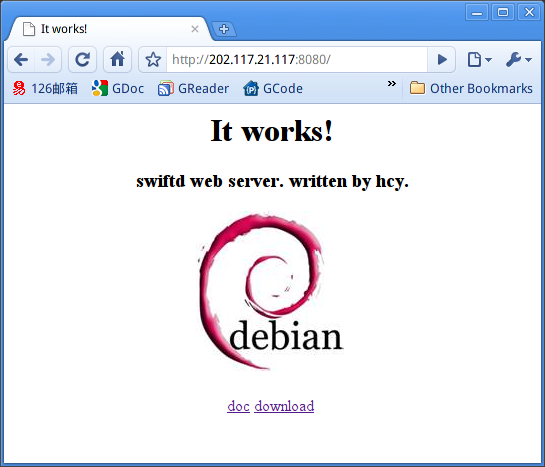 It works!
http://202.117.21.117:8080/
126邮箱 GDoc GReader GCode » Other Bookmarks
It works!
swiftd web server. written by hcy.
debian
doc download